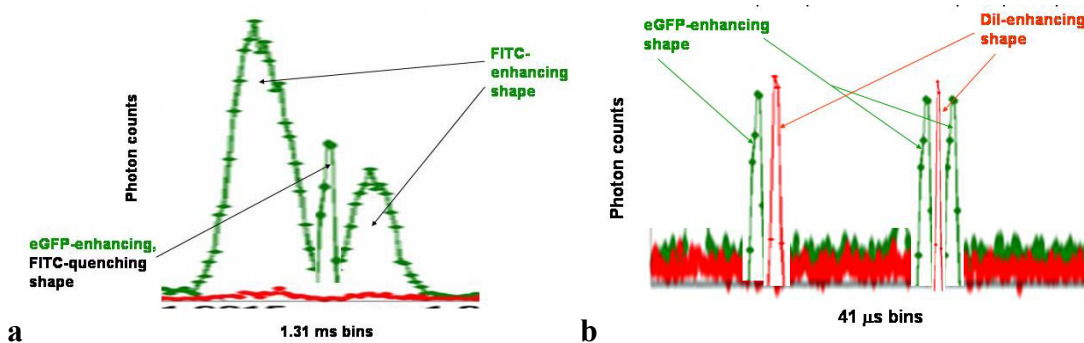 Photon counts
FITC-
enhancing
shape
eGFP-enhancing,
FITC-quenching
shape
1.31 ms bins
a
eGFP-enhancing
shape
DiI-enhancing
shape
Photon counts
41 μs bins
b